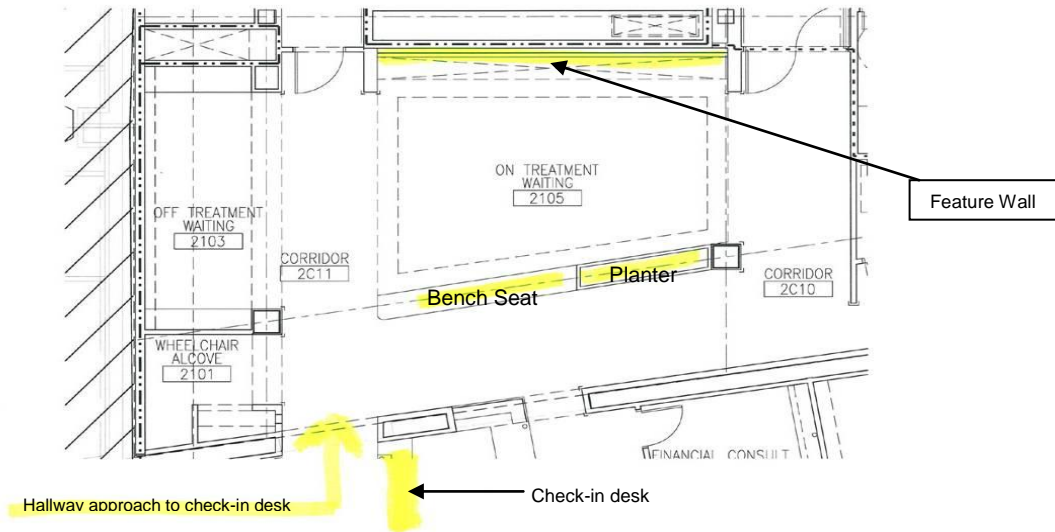 ON TREATMENT
WAITING
2105
Feature Wall
OFF TREATMENT
WAITING
2103
CORRIDOR
2C11
Bench Seat
Planter
CORRIDOR
2C10
WHEELCHAIR
ALCOVE
2101
FINANCIAL CONSULT
Hallway approach to check-in desk
Check-in desk